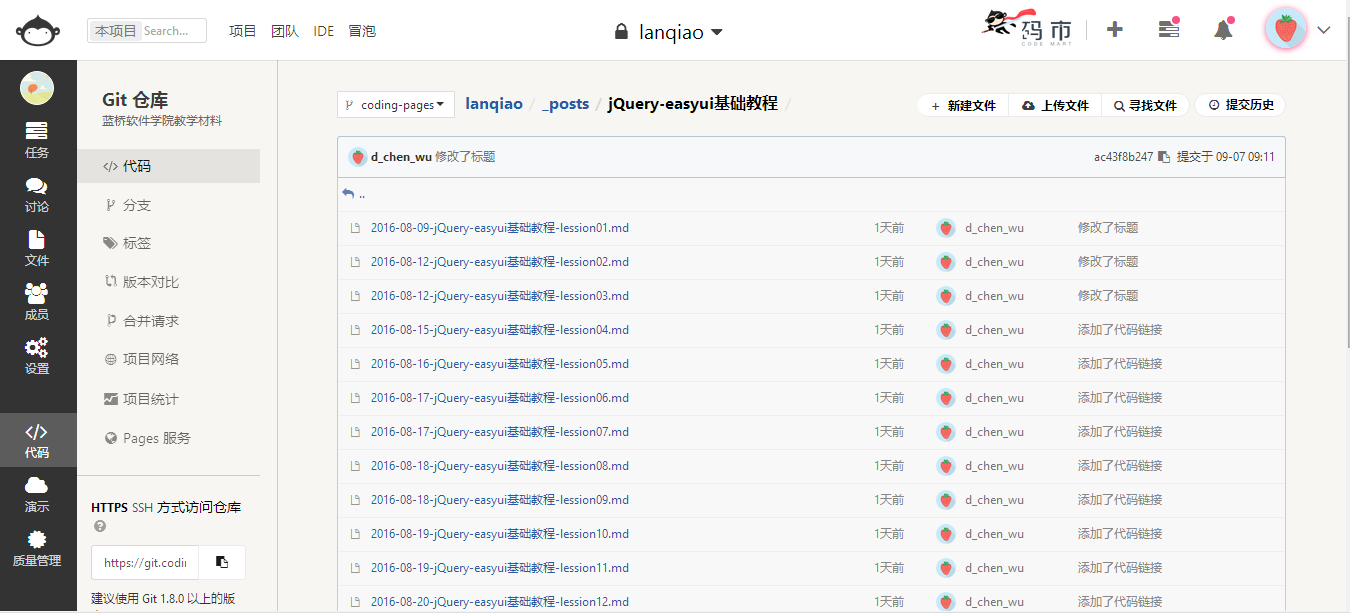 本项目 Search... 项目 团队 IDE 冒泡 lanqiao 码市
CODE MART
任务
讨论
文件
成员
设置
代码
演示
质量管理
Git 仓库
蓝桥软件学院教学材料
代码
分支
标签
版本对比
合并请求
项目网络
项目统计
Pages 服务
HTTPS SSH 方式访问仓库
https://git.codin
建议使用 Git 1.8.0 以上的版
coding-pages lanqiao / _posts / jQuery-easyui基础教程 / + 新建文件 上传文件 寻找文件 提交历史
d_chen_wu 修改了标题 ac43f8b247 提交于 09-07 09:11
..
2016-08-09-jQuery-easyui基础教程-lession01.md 1天前 d_chen_wu 修改了标题
2016-08-12-jQuery-easyui基础教程-lession02.md 1天前 d_chen_wu 修改了标题
2016-08-12-jQuery-easyui基础教程-lession03.md 1天前 d_chen_wu 修改了标题
2016-08-15-jQuery-easyui基础教程-lession04.md 1天前 d_chen_wu 添加了代码链接
2016-08-16-jQuery-easyui基础教程-lession05.md 1天前 d_chen_wu 添加了代码链接
2016-08-17-jQuery-easyui基础教程-lession06.md 1天前 d_chen_wu 添加了代码链接
2016-08-17-jQuery-easyui基础教程-lession07.md 1天前 d_chen_wu 添加了代码链接
2016-08-18-jQuery-easyui基础教程-lession08.md 1天前 d_chen_wu 添加了代码链接
2016-08-18-jQuery-easyui基础教程-lession09.md 1天前 d_chen_wu 添加了代码链接
2016-08-19-jQuery-easyui基础教程-lession10.md 1天前 d_chen_wu 添加了代码链接
2016-08-19-jQuery-easyui基础教程-lession11.md 1天前 d_chen_wu 添加了代码链接
2016-08-20-jQuery-easyui基础教程-lession12.md 1天前 d_chen_wu 添加了代码链接